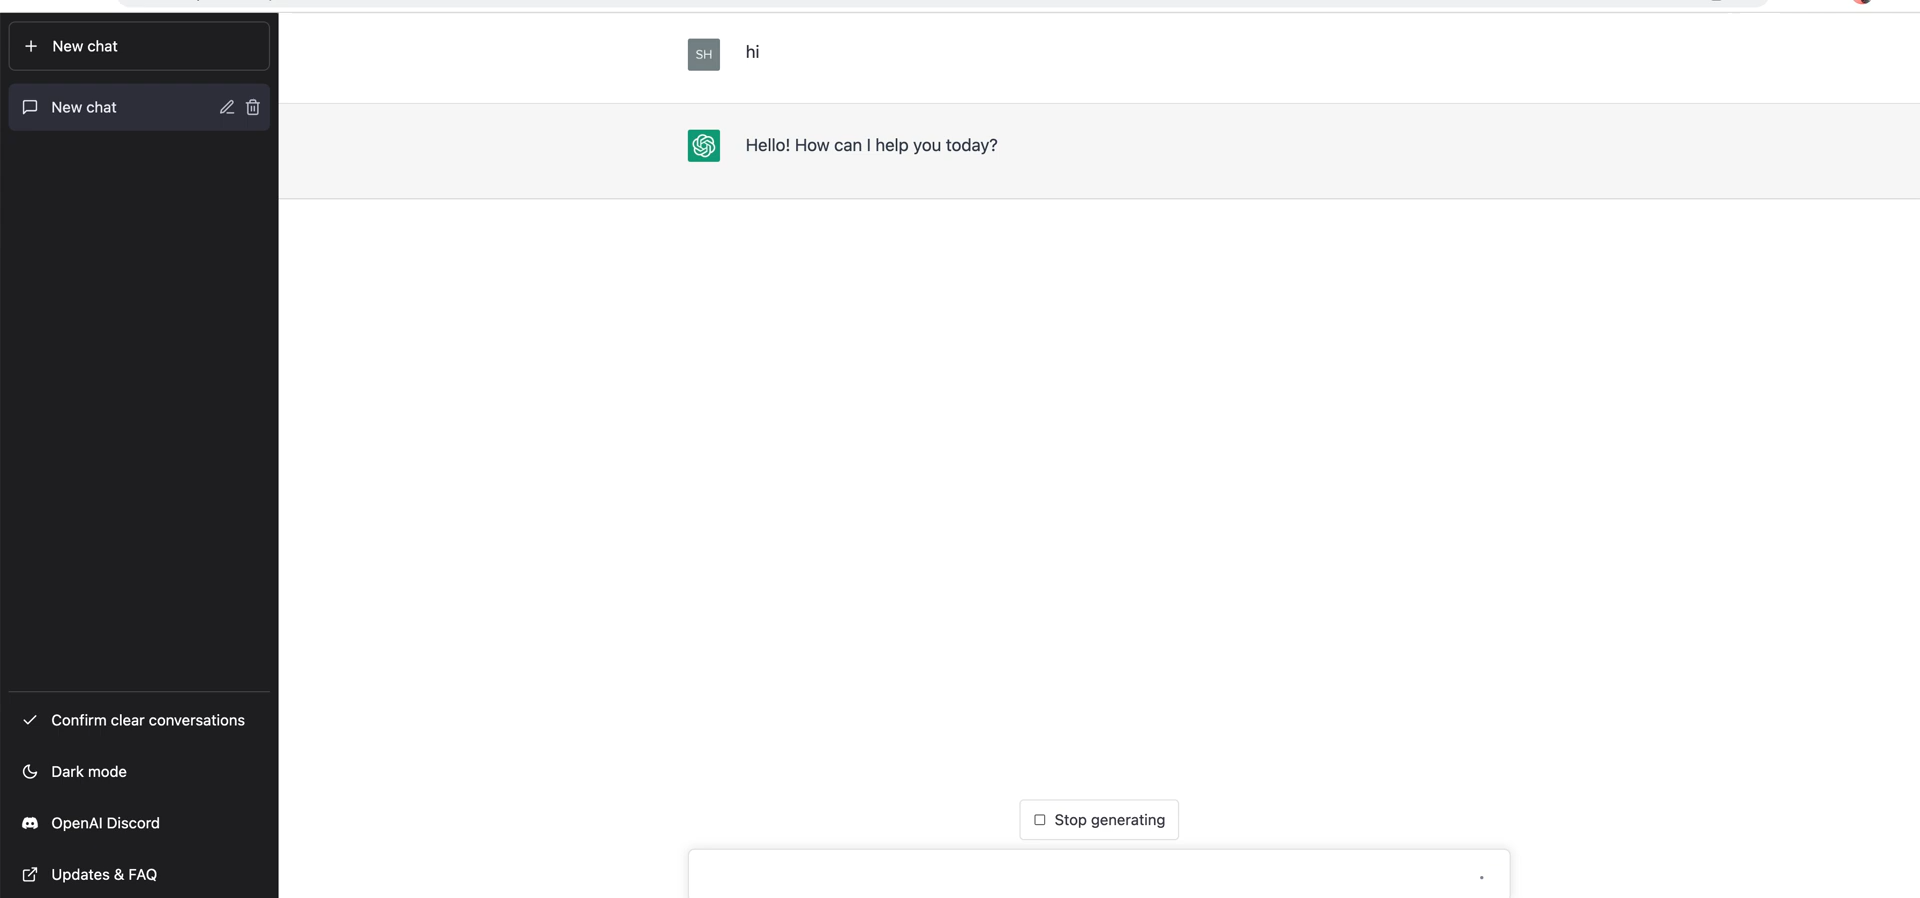 New chat
New chat
Confirm clear conversations
Dark mode
OpenAI Discord
Updates & FAQ
SH
hi
Hello! How can I help you today?
Stop generating